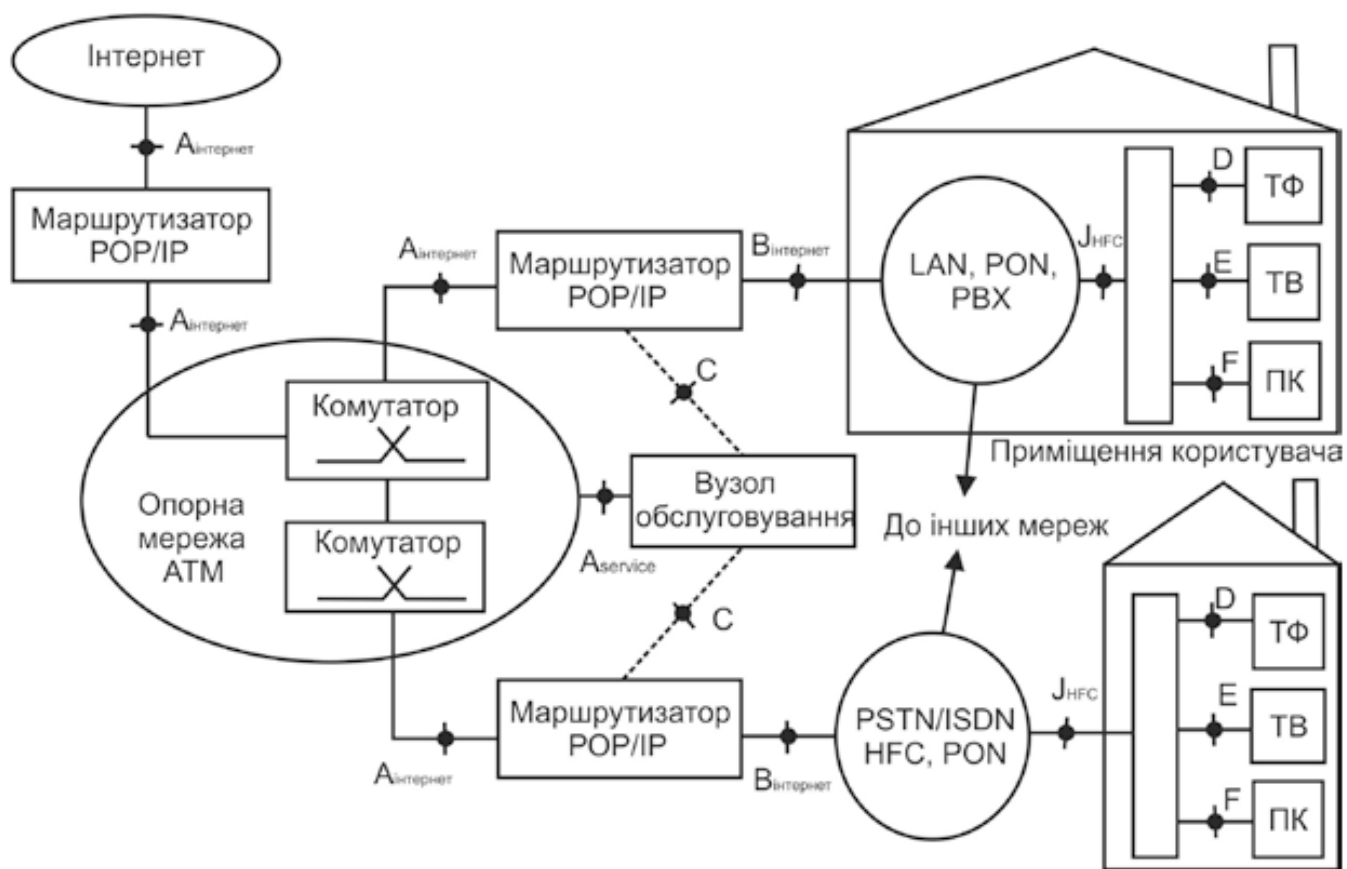 Інтернет
Aінтернет
Маршрутизатор
POP/IP
Aінтернет
Aінтернет
Маршрутизатор
POP/IP
Bінтернет
LAN, PON,
PBX
JHFC
D
ТФ
E
ТВ
F
ПК
Приміщення користувача
C
Комутатор
Опорна
мережа
ATM
Комутатор
Aservice
Вузол
обслуговування
До інших мереж
C
Aінтернет
Маршрутизатор
POP/IP
Bінтернет
PSTN/ISDN
HFC, PON
JHFC
D
ТФ
E
ТВ
F
ПК